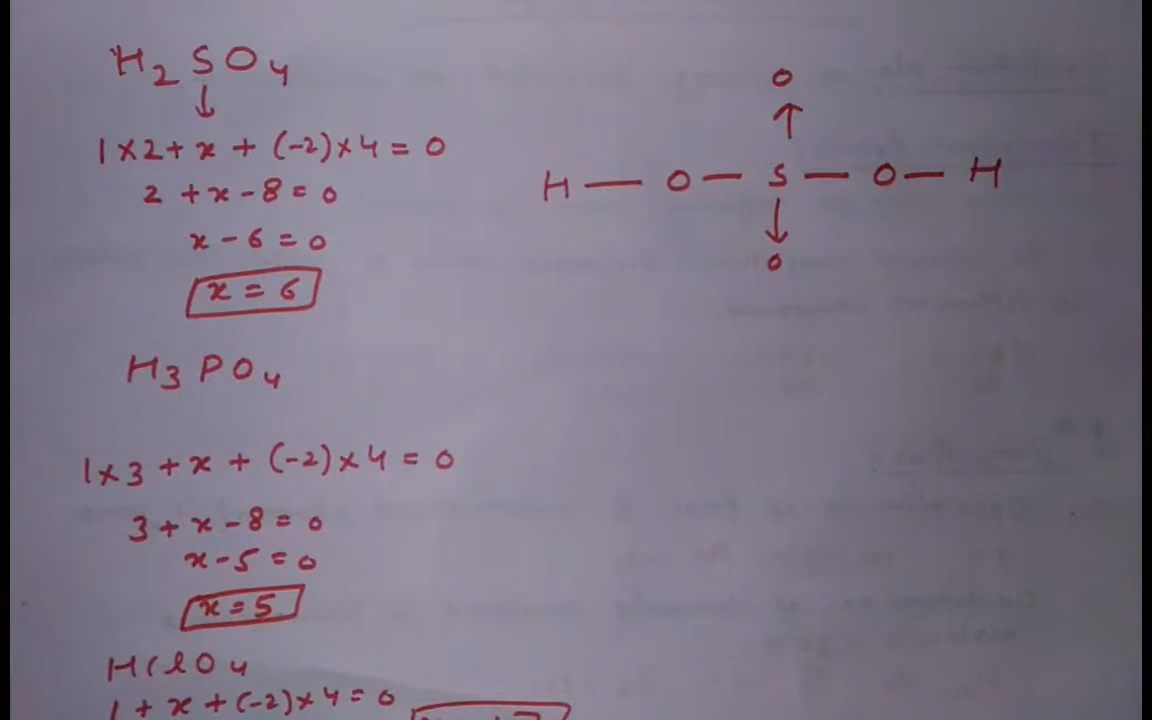 H₂SO₄
↓
1×2+x+(-2)×4=0
2+x-8=0
x-6=0
x=6
O
↑
H—O—S—O—H
↓
O
H₃PO₄
1×3+x+(-2)×4=0
3+x-8=0
x-5=0
x=5
HClO₄
1+x+(-2)×4=0